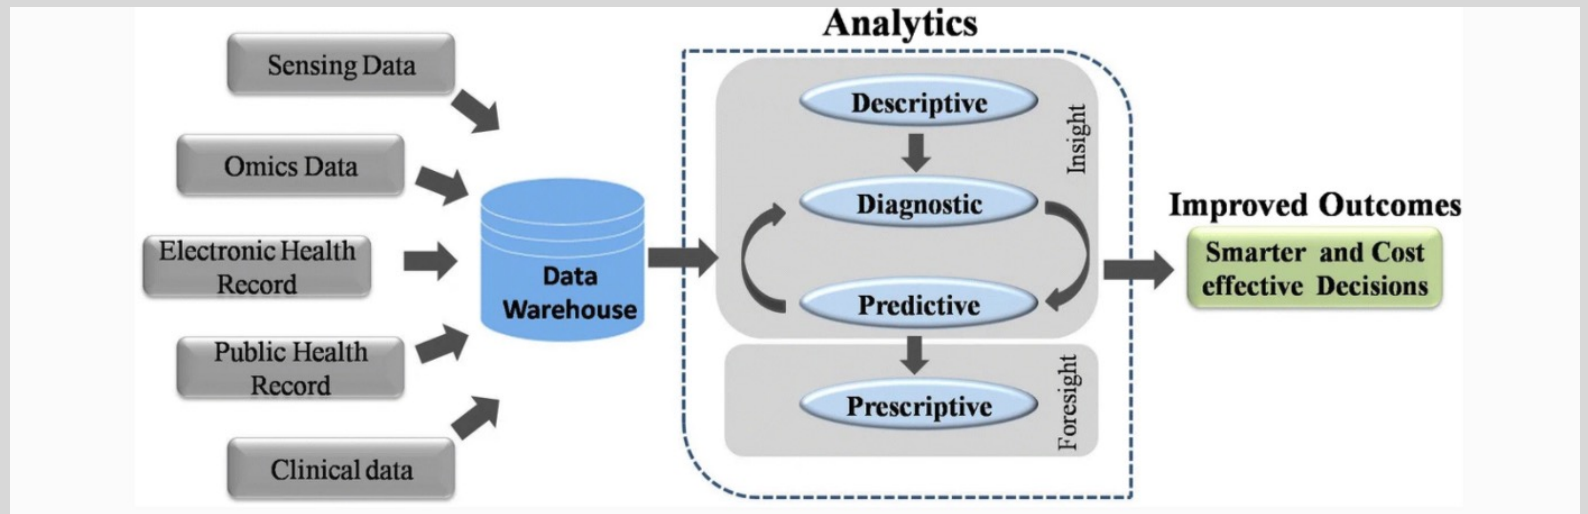 Analytics
Sensing Data
Omics Data
Electronic Health
Record
Public Health
Record
Clinical data
Data
Warehouse
Descriptive
Diagnostic
Predictive
Insight
Prescriptive
Foresight
Improved Outcomes
Smarter and Cost
effective Decisions